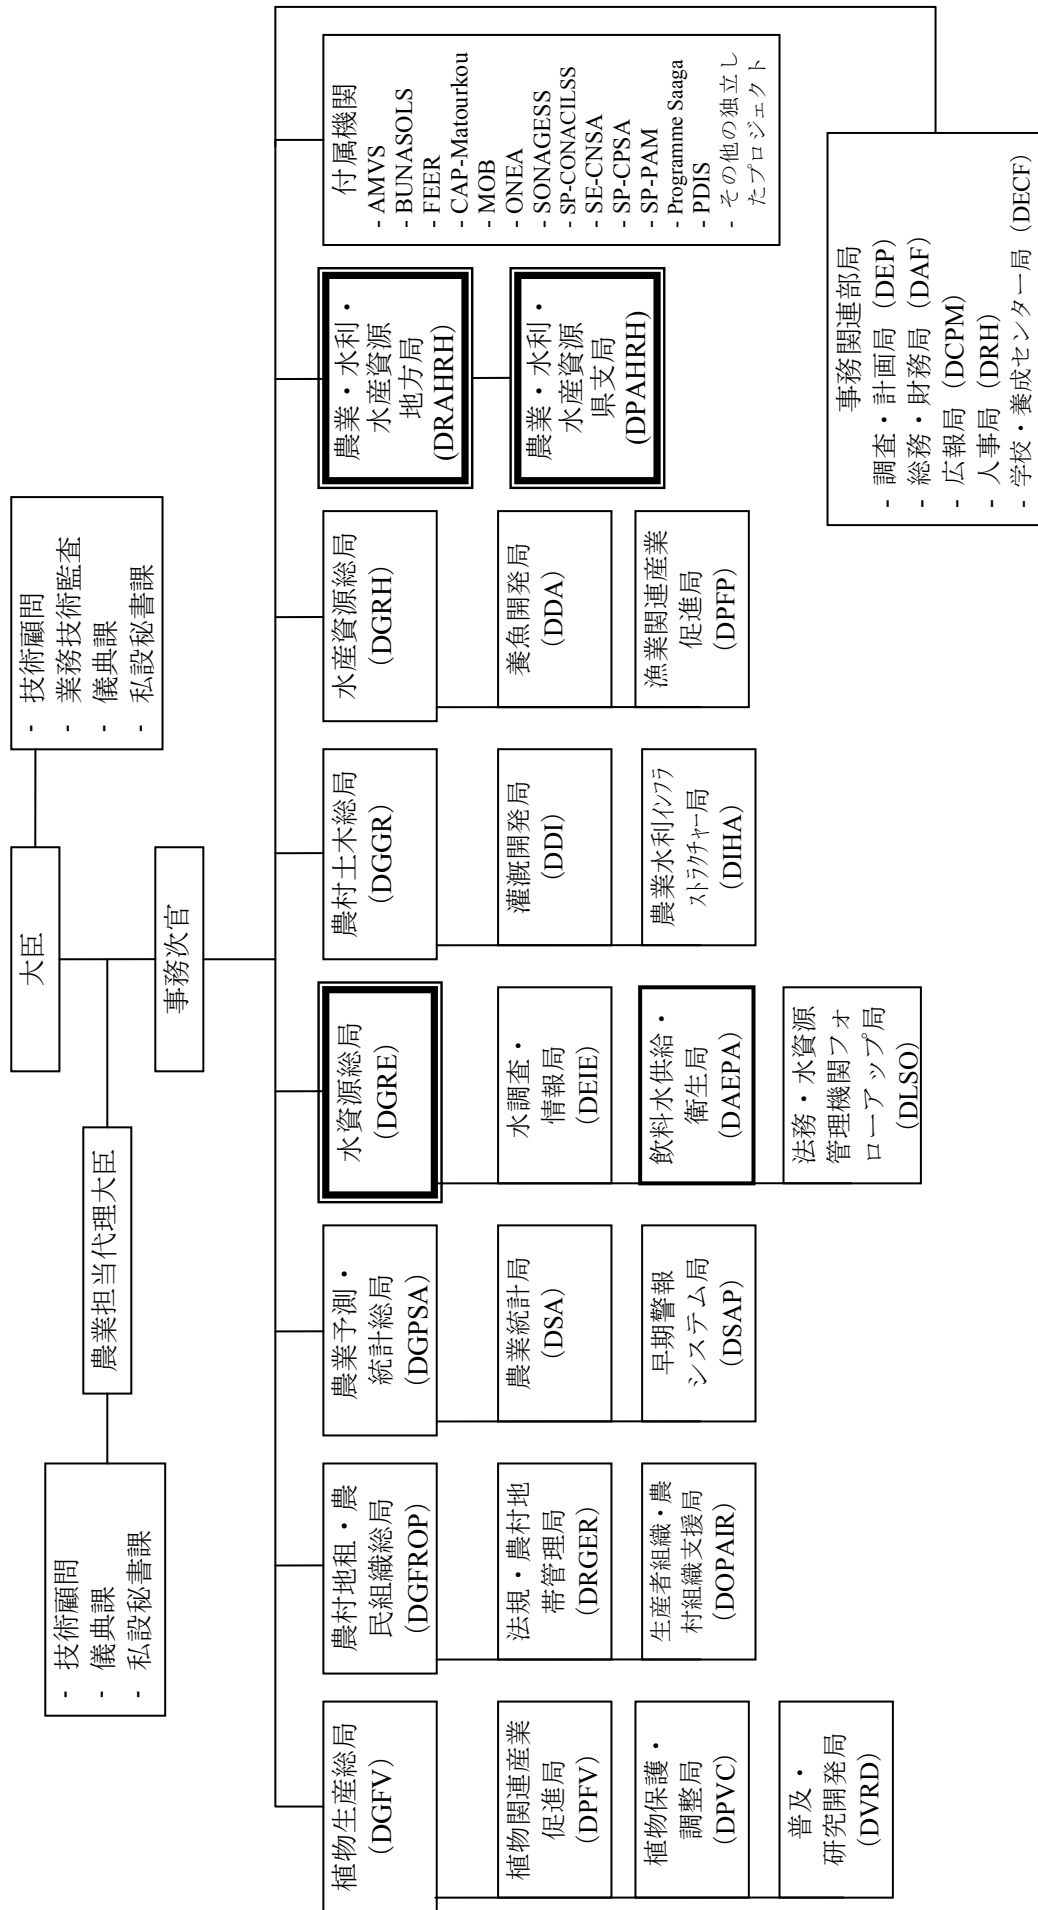 大臣
- 技術顧問
- 業務技術監査
- 儀典課
- 私設秘書課
農業担当代理大臣
- 技術顧問
- 儀典課
- 私設秘書課
事務次官
植物生産総局
(DGFV)
植物関連産業
促進局
(DPFV)
植物保護・
調整局
(DPVC)
普及・
研究開発局
(DVRD)
農村地租・農
民組織総局
(DGFROP)
法規・農村地
帯管理局
(DRGER)
生産者組織・農
村組織支援局
(DOPAIR)
農業予測・
統計総局
(DGPSA)
農業統計局
(DSA)
早期警報
システム局
(DSAP)
水資源総局
(DGRE)
水調査・
情報局
(DEIE)
飲料水供給・
衛生局
(DAEPA)
法務・水資源
管理機関フォ
ローアップ局
(DLSO)
農村土木総局
(DGGR)
灌漑開発局
(DDI)
農業水利インフラ
ストラクチャー局
(DIHA)
水産資源総局
(DGRH)
養魚開発局
(DDA)
漁業関連産業
促進局
(DPFP)
農業・水利・
水産資源
地方局
(DRAHRH)
農業・水利・
水産資源
県支局
(DPAHRH)
付属機関
- AMVS
- BUNASOLS
- FEER
- CAP-Matourkou
- MOB
- ONEA
- SONAGESS
- SP-CONACILSS
- SE-CNSA
- SP-CPSA
- SP-PAM
- Programme Saaga
- PDIS
- その他の独立し
たプロジェクト
事務関連部局
- 調査・計画局 (DEP)
- 総務・財務局 (DAF)
- 広報局 (DCPM)
- 人事局 (DRH)
- 学校・養成センター局 (DECF)